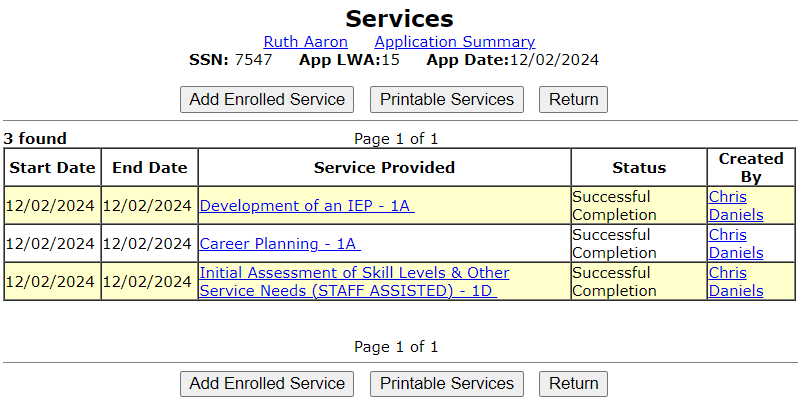 Services
Ruth Aaron Application Summary
SSN: 7547 App LWA:15 App Date:12/02/2024
Add Enrolled Service Printable Services Return
3 found Page 1 of 1
Start Date End Date Service Provided Status Created By
12/02/2024 12/02/2024 Development of an IEP - 1A Successful Completion Chris Daniels
12/02/2024 12/02/2024 Career Planning - 1A Successful Completion Chris Daniels
12/02/2024 12/02/2024 Initial Assessment of Skill Levels & Other Service Needs (STAFF ASSISTED) - 1D Successful Completion Chris Daniels
Page 1 of 1
Add Enrolled Service Printable Services Return